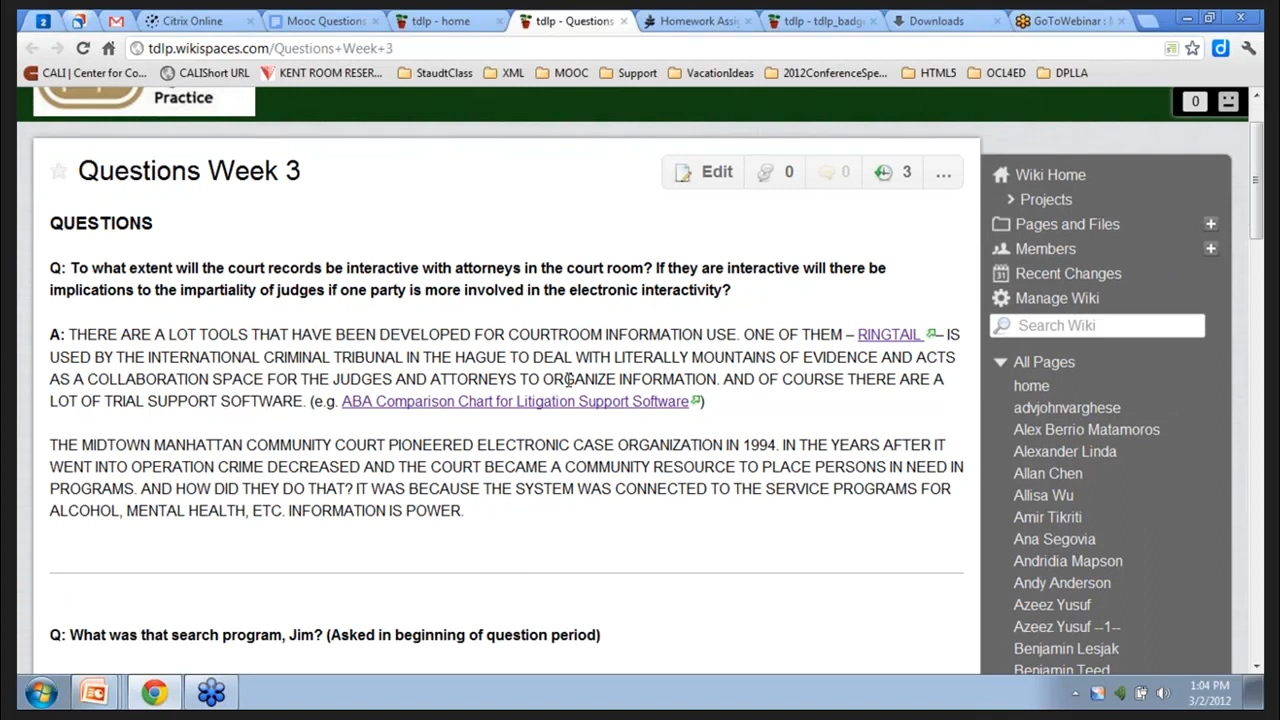 2
Citrix Online
Mooc Questions
tdlp - home
tdlp - Questions
Homework Assig
tdlp - tdlp_badg
Downloads
GoToWebinar : M
tdlp.wikispaces.com/Questions+Week+3
CALI | Center for Co...
CALIShort URL
KENT ROOM RESER...
StaudtClass
XML
MOOC
Support
VacationIdeas
2012ConferenceSpe...
HTML5
OCL4ED
DPLLA
Practice
0
Questions Week 3
Edit
0
0
3
...
QUESTIONS
Q: To what extent will the court records be interactive with attorneys in the court room? If they are interactive will there be
implications to the impartiality of judges if one party is more involved in the electronic interactivity?
A: THERE ARE A LOT TOOLS THAT HAVE BEEN DEVELOPED FOR COURTROOM INFORMATION USE. ONE OF THEM – RINGTAIL – IS
USED BY THE INTERNATIONAL CRIMINAL TRIBUNAL IN THE HAGUE TO DEAL WITH LITERALLY MOUNTAINS OF EVIDENCE AND ACTS
AS A COLLABORATION SPACE FOR THE JUDGES AND ATTORNEYS TO ORGANIZE INFORMATION. AND OF COURSE THERE ARE A
LOT OF TRIAL SUPPORT SOFTWARE. (e.g. ABA Comparison Chart for Litigation Support Software)
THE MIDTOWN MANHATTAN COMMUNITY COURT PIONEERED ELECTRONIC CASE ORGANIZATION IN 1994. IN THE YEARS AFTER IT
WENT INTO OPERATION CRIME DECREASED AND THE COURT BECAME A COMMUNITY RESOURCE TO PLACE PERSONS IN NEED IN
PROGRAMS. AND HOW DID THEY DO THAT? IT WAS BECAUSE THE SYSTEM WAS CONNECTED TO THE SERVICE PROGRAMS FOR
ALCOHOL, MENTAL HEALTH, ETC. INFORMATION IS POWER.
Q: What was that search program, Jim? (Asked in beginning of question period)
Wiki Home
Projects
Pages and Files
Members
Recent Changes
Manage Wiki
Search Wiki
All Pages
home
advjohnvarghese
Alex Berrio Matamoros
Alexander Linda
Allan Chen
Allisa Wu
Amir Tikriti
Ana Segovia
Andridia Mapson
Andy Anderson
Azeez Yusuf
Azeez Yusuf --1--
Benjamin Lesjak
Benjamin Teed
1:04 PM
3/2/2012